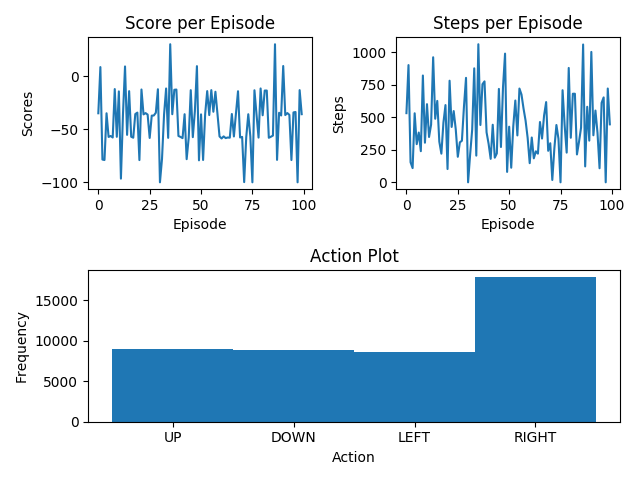 Score per Episode
Scores
0
−50
−100
0 25 50 75 100
Episode
Steps per Episode
Steps
1000
750
500
250
0
0 25 50 75 100
Episode
Action Plot
Frequency
15000
10000
5000
0
UP DOWN LEFT RIGHT
Action